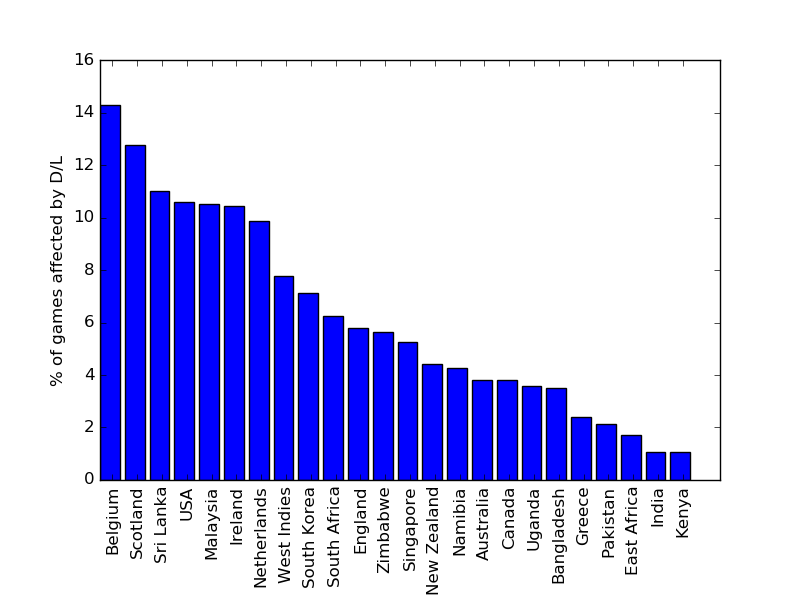 16
14
12
10
8
6
4
2
0
% of games affected by D/L
Belgium
Scotland
Sri Lanka
USA
Malaysia
Ireland
Netherlands
West Indies
South Korea
South Africa
England
Zimbabwe
Singapore
New Zealand
Namibia
Australia
Canada
Uganda
Bangladesh
Greece
Pakistan
East Africa
India
Kenya